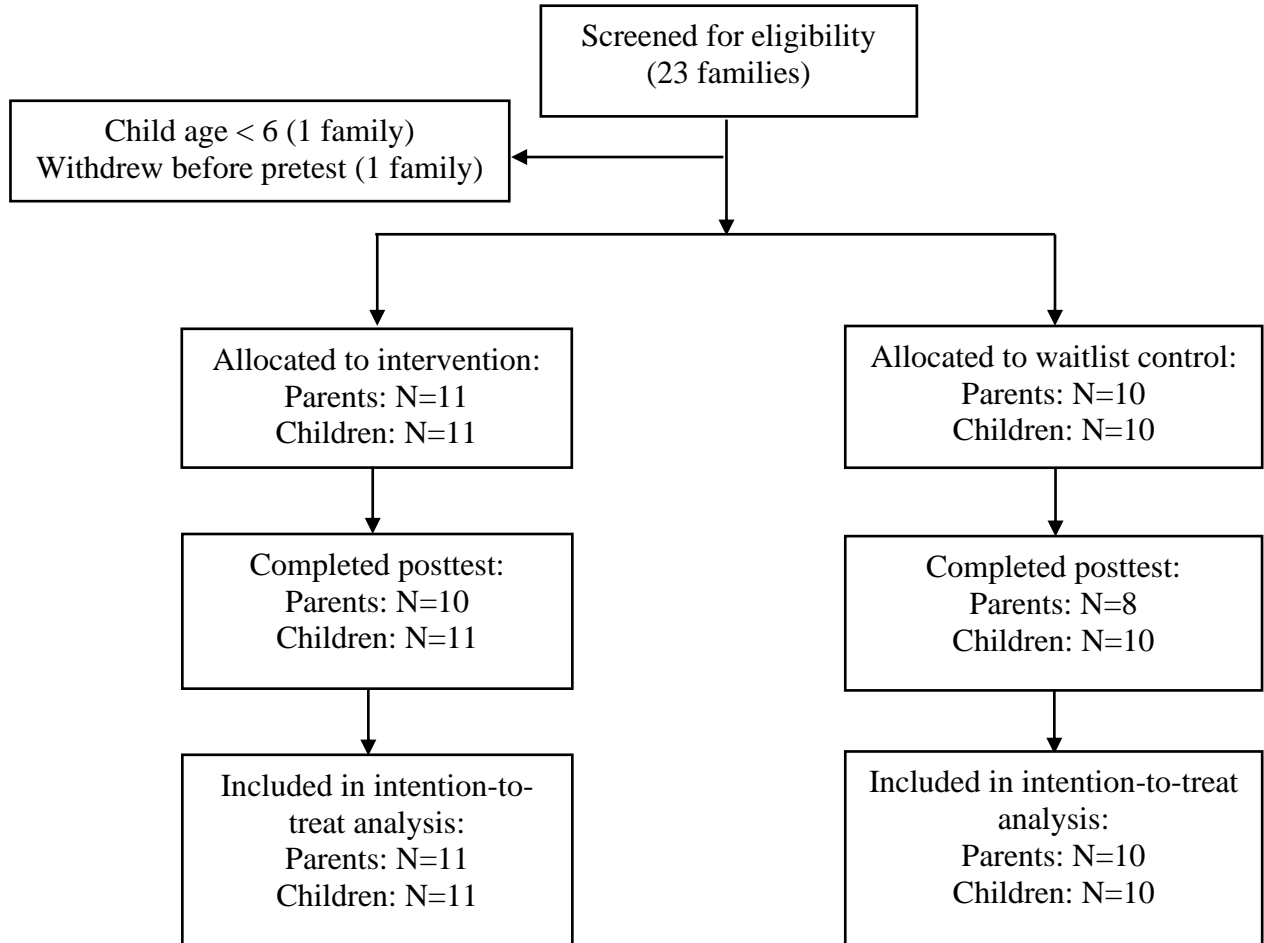 Screened for eligibility
(23 families)
Child age < 6 (1 family)
Withdrew before pretest (1 family)
Allocated to intervention:
Parents: N=11
Children: N=11
Allocated to waitlist control:
Parents: N=10
Children: N=10
Completed posttest:
Parents: N=10
Children: N=11
Completed posttest:
Parents: N=8
Children: N=10
Included in intention-to-
treat analysis:
Parents: N=11
Children: N=11
Included in intention-to-treat
analysis:
Parents: N=10
Children: N=10